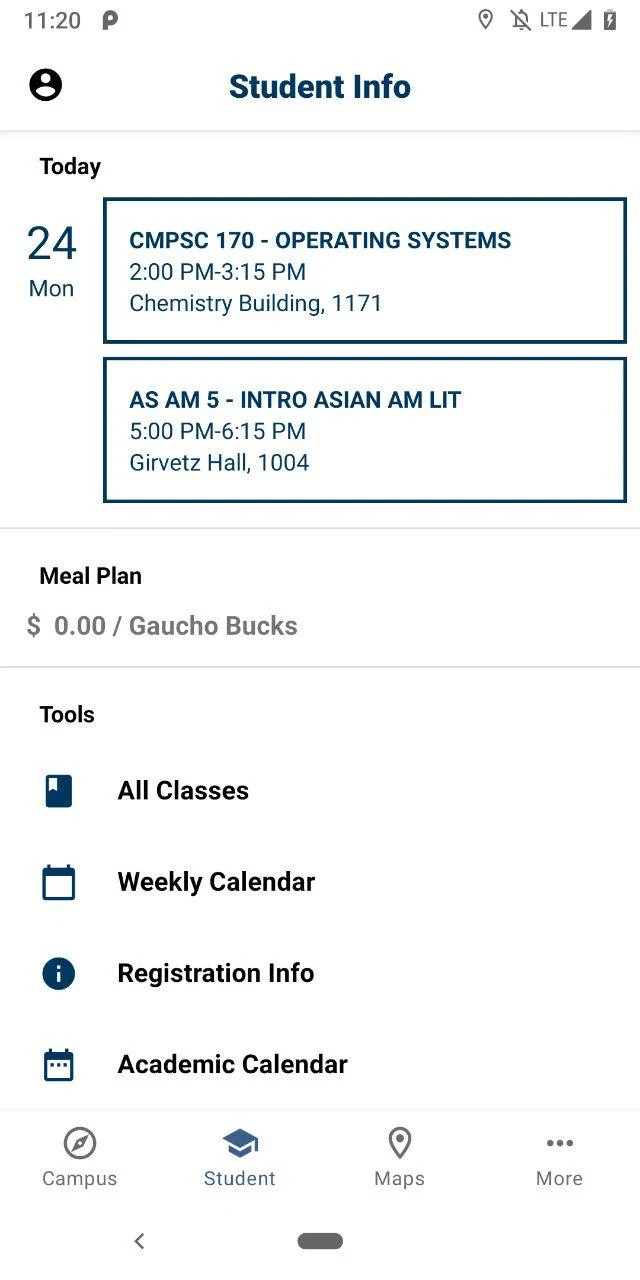 11:20
LTE
Student Info
Today
24
Mon
CMPSC 170 - OPERATING SYSTEMS
2:00 PM-3:15 PM
Chemistry Building, 1171
AS AM 5 - INTRO ASIAN AM LIT
5:00 PM-6:15 PM
Girvetz Hall, 1004
Meal Plan
$ 0.00 / Gaucho Bucks
Tools
All Classes
Weekly Calendar
Registration Info
Academic Calendar
Campus Student Maps More